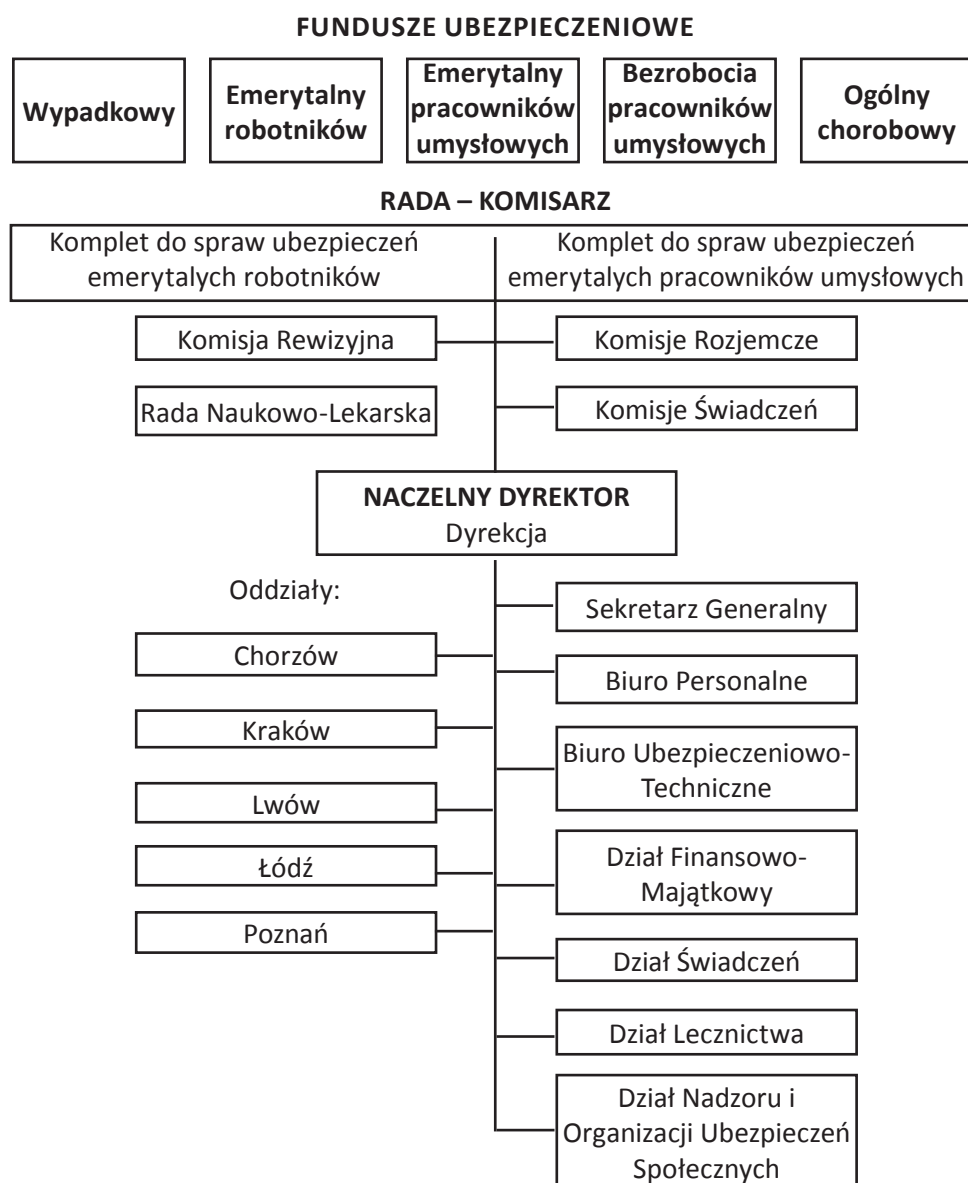 FUNDUSZE UBEZPIECZENIOWE
Wypadkowy
Emerytalny
robotników
Emerytalny
pracowników
umysłowych
Bezrobocia
pracowników
umysłowych
Ogólny
chorobowy
RADA – KOMISARZ
Komplet do spraw ubezpieczeń
emerytalych robotników
Komplet do spraw ubezpieczeń
emerytalych pracowników umysłowych
Komisja Rewizyjna
Komisje Rozjemcze
Rada Naukowo-Lekarska
Komisje Świadczeń
NACZELNY DYREKTOR
Dyrekcja
Oddziały:
Chorzów
Kraków
Lwów
Łódź
Poznań
Sekretarz Generalny
Biuro Personalne
Biuro Ubezpieczeniowo-
Techniczne
Dział Finansowo-
Majątkowy
Dział Świadczeń
Dział Lecznictwa
Dział Nadzoru i
Organizacji Ubezpieczeń
Społecznych